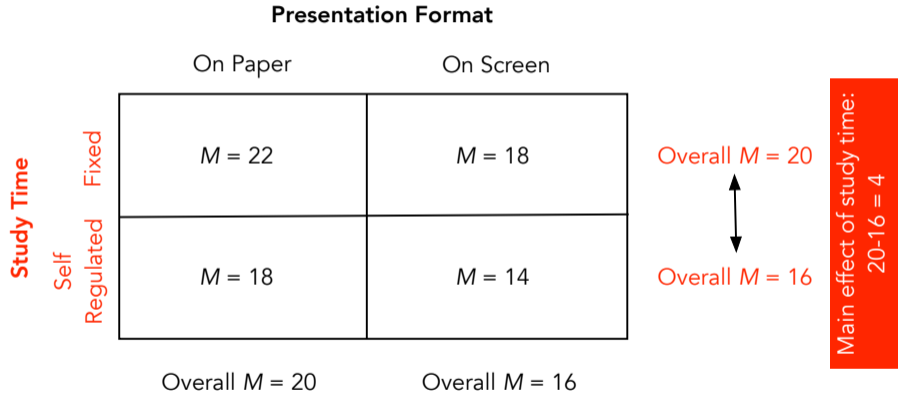 Presentation Format
On Paper
On Screen
Study Time
Fixed
M = 22
M = 18
Overall M = 20
Self
Regulated
M = 18
M = 14
Overall M = 16
Overall M = 20
Overall M = 16
Main effect of study time:
20-16 = 4